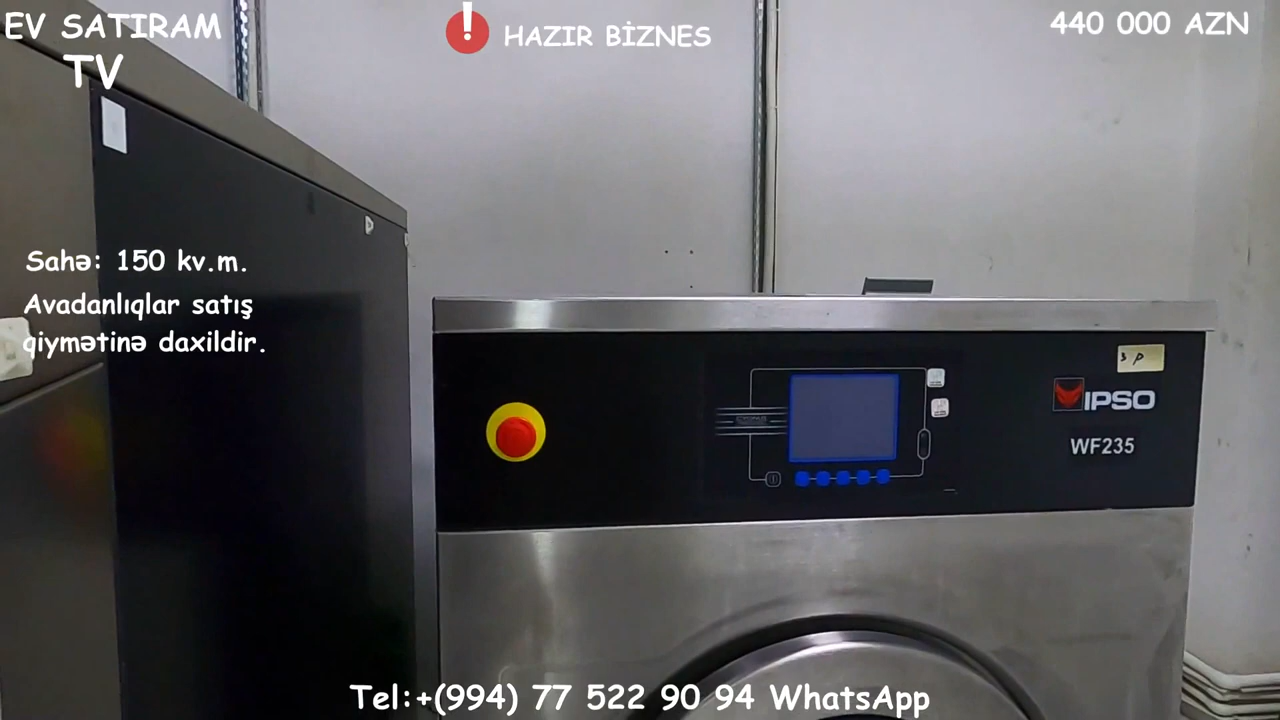 EV SATIRAM
TV
HAZIR BİZNES
440 000 AZN
Sahə: 150 kv.m.
Avadanlıqlar satış
qiymətinə daxildir.
3 P
IPSO
WF235
Tel:+(994) 77 522 90 94 WhatsApp